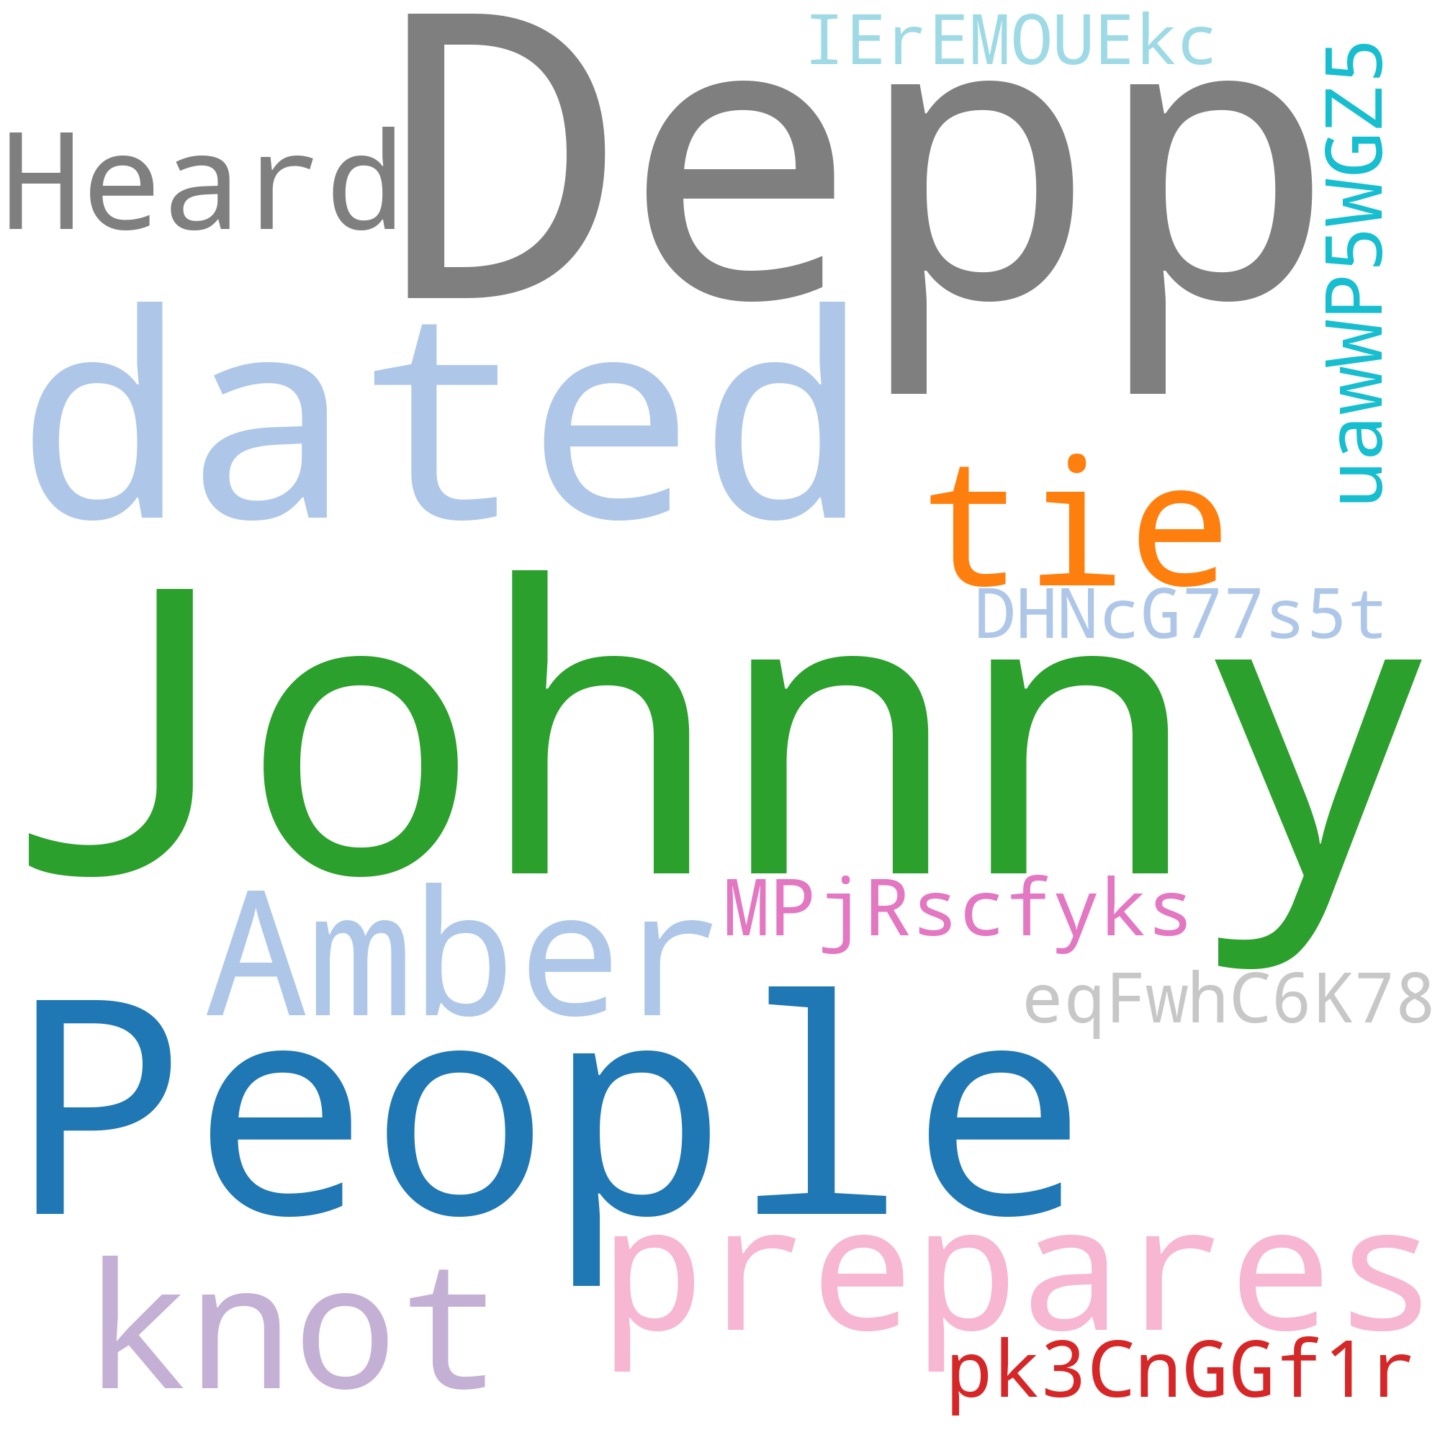 IErEMOUEkc
Depp
uawWP5WGZ5
Heard
dated
tie
DHNcG77s5t
Johnny
Amber
MPjRscfyks
eqFwhC6K78
People
prepares
knot
pk3CnGGf1r